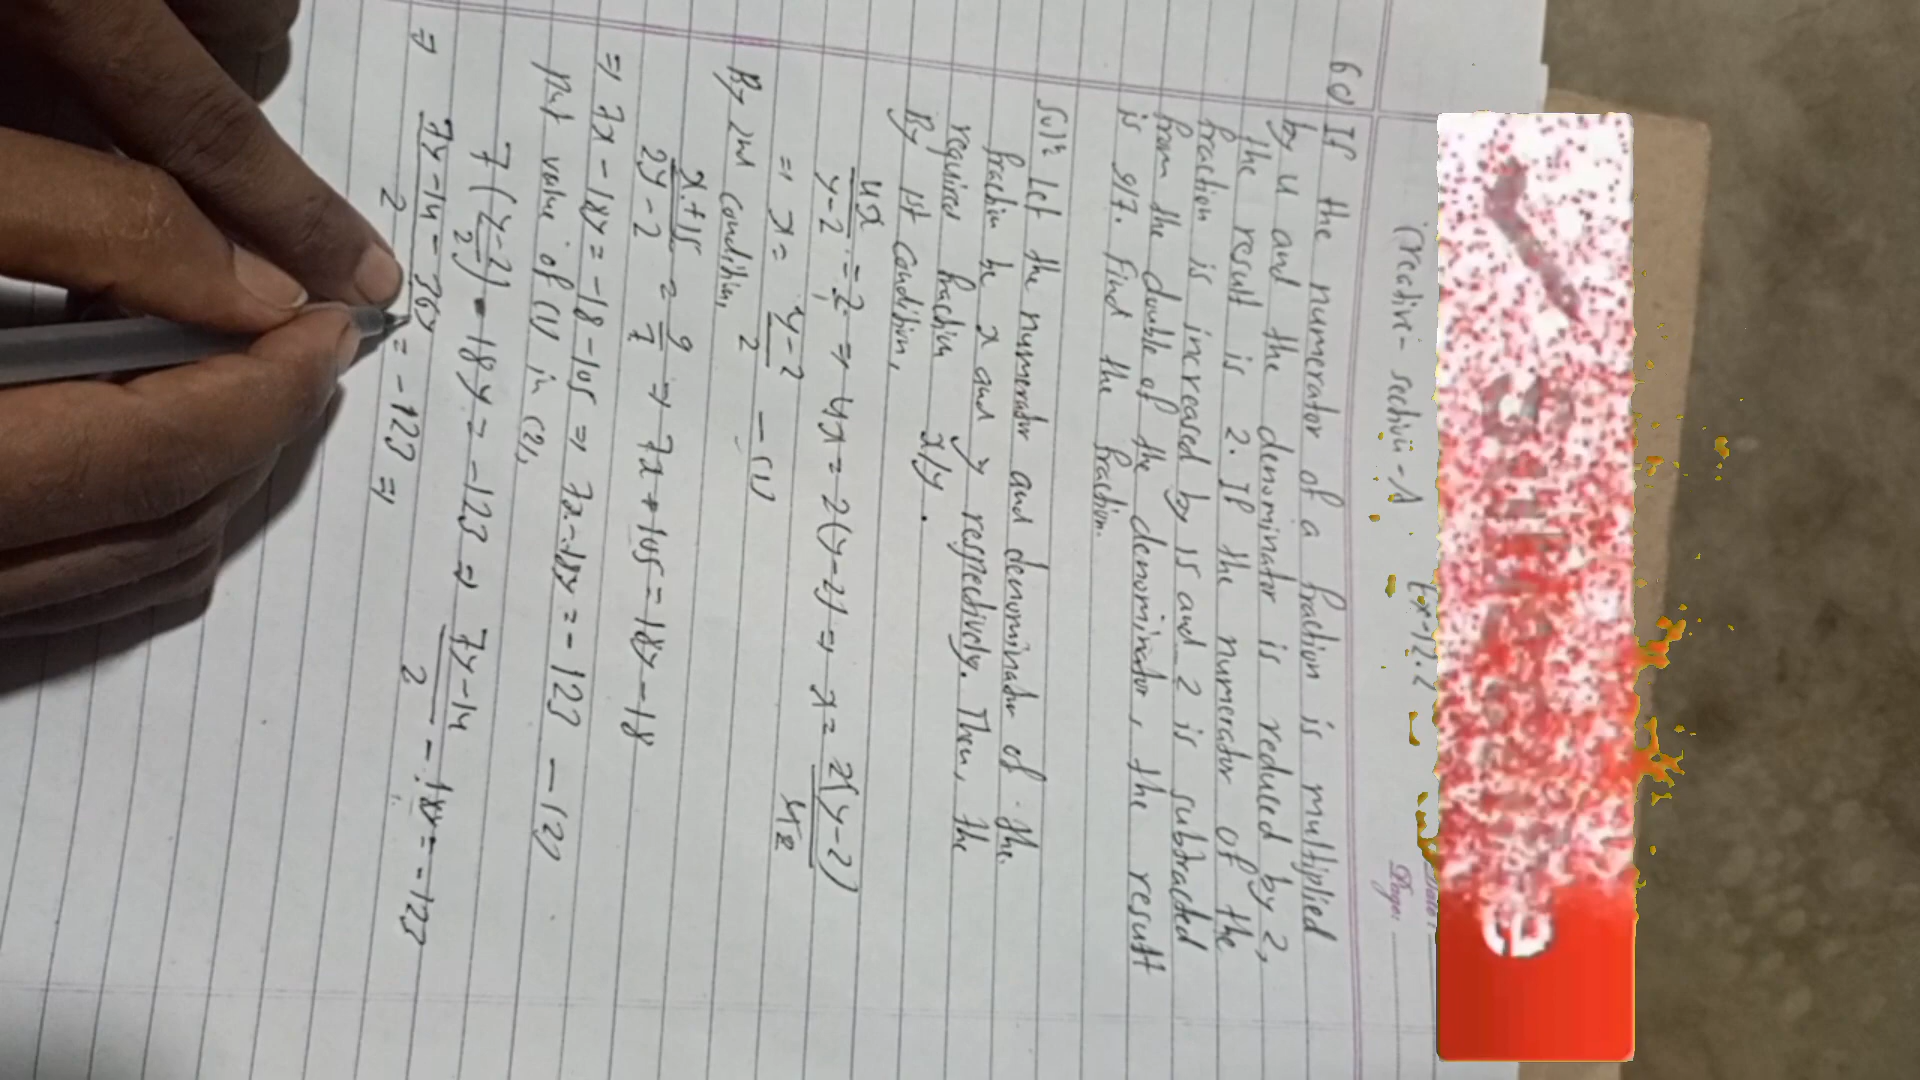 Creative- section-A Ex-12.2
Page:
6(c) If the numerator of a fraction is multiplied
by 4 and the denominator is reduced by 2,
the result is 2. If the numerator of the
fraction is increased by 15 and 2 is subtracted
from the double of the denominator, the result
is 9/7. Find the fraction.
Solⁿ: Let the numerator and denominator of the
fraction be x and y respectively. Then, the
required fraction x/y.
By 1st condition,
4x/y-2 = 2 ⇒ 4x = 2(y-2) ⇒ x = 2(y-2)/4 2
⇒ x = y-2/2 - (1)
By 2nd condition,
x+15/2y-2 = 9/7 ⇒ 7x + 105 = 18y - 18
⇒ 7x - 18y = -18 - 105 ⇒ 7x - 18y = -123 - (2)
put value of (1) in (2),
7(y-2/2) - 18y = -123 ⇒ 7y-14/2 - 18y = -123
⇒ 7y-14-36y/2 = -123 ⇒